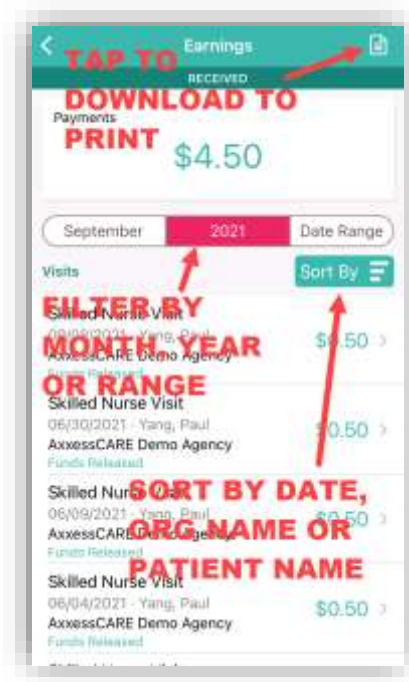 Earnings
TAP TO
RECEIVED
DOWNLOAD TO
Payments
PRINT
$4.50
September 2021 Date Range
Visits Sort By
Skilled Nurse Visit
FILTER BY
Yang, Paul $0.50
MONTH, YEAR
AxxessCARE Demo Agency
OR RANGE
Funds Released
Skilled Nurse Visit
06/30/2021 - Yang, Paul
$0.50
AxxessCARE Demo Agency
Funds Released
SORT BY DATE,
Skilled Nurse Visit
06/09/2021 - Yang, Paul
$0.50
ORG NAME OR
AxxessCARE Demo Agency
Funds Released
PATIENT NAME
Skilled Nurse Visit
06/04/2021 - Yang, Paul
$0.50
AxxessCARE Demo Agency
Funds Released